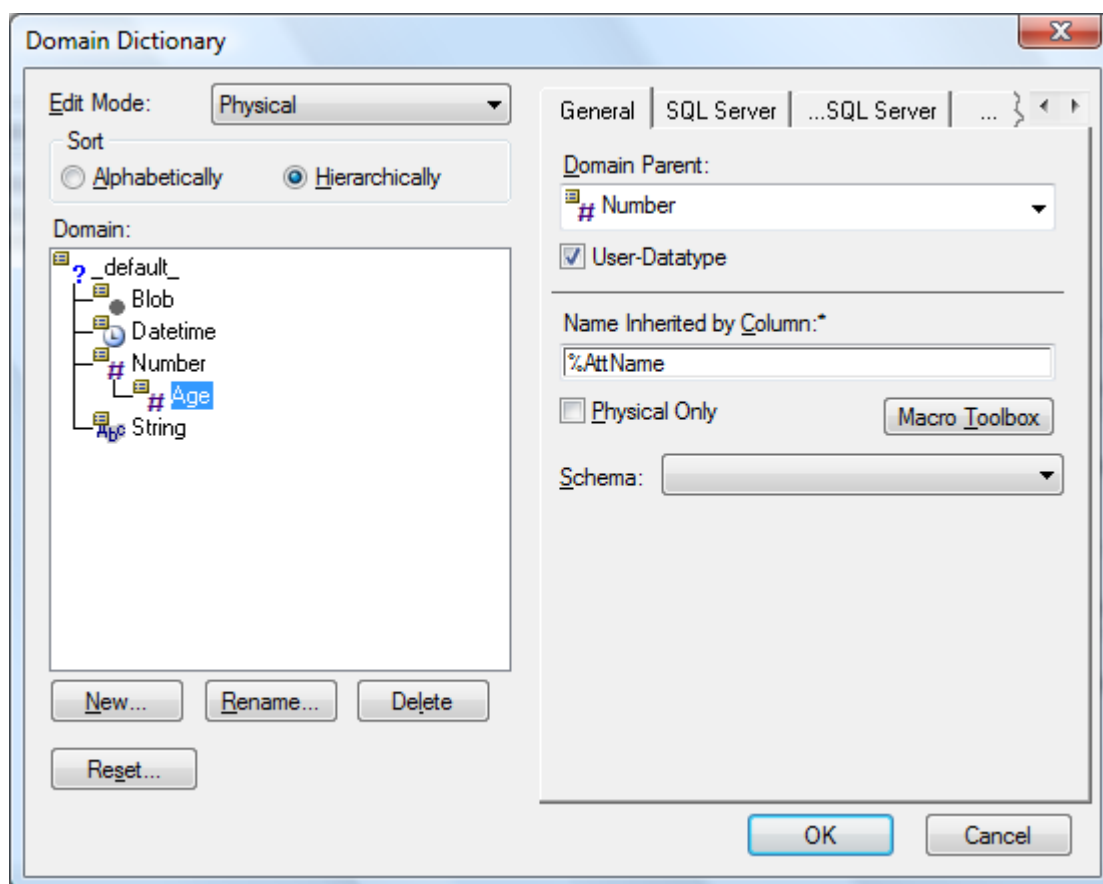 Domain Dictionary
Edit Mode:
Physical
Sort
Alphabetically
Hierarchically
Domain:
_default_
Blob
Datetime
Number
Age
String
New...
Rename...
Delete
Reset...
General
SQL Server
...SQL Server
...
Domain Parent:
Number
User-Datatype
Name Inherited by Column:*
%AttName
Physical Only
Macro Toolbox
Schema:
OK
Cancel